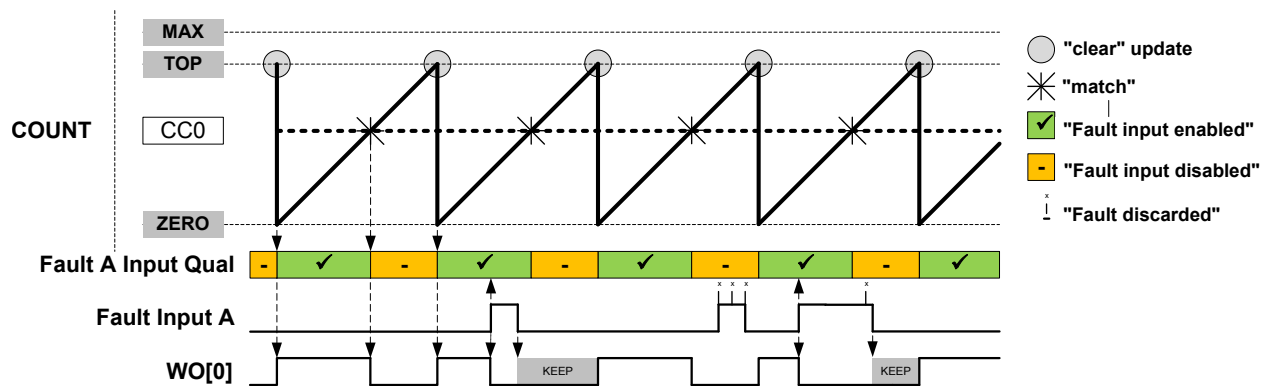 MAX
TOP
COUNT
CC0
ZERO
"clear" update
"match"
"Fault input enabled"
- "Fault input disabled"
x
"Fault discarded"
Fault A Input Qual
- ✓ - ✓ - ✓ - ✓ - ✓
x x x x
Fault Input A
WO[0]
KEEP KEEP